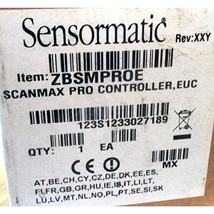 Sensormatic Rev:XXY
Item: ZBSMPROE
SCANMAX PRO CONTROLLER,EUC
123S1233027189
QTY: 1 EA
CE
MX
AT,BE,CH,CY,CZ,DE,DK,EE,ES,
FI,FR,GB,GR,HU,IE,IS,IT,LI,LT,
LU,LV,MT,NL,NO,PL,PT,SE,SI,SK